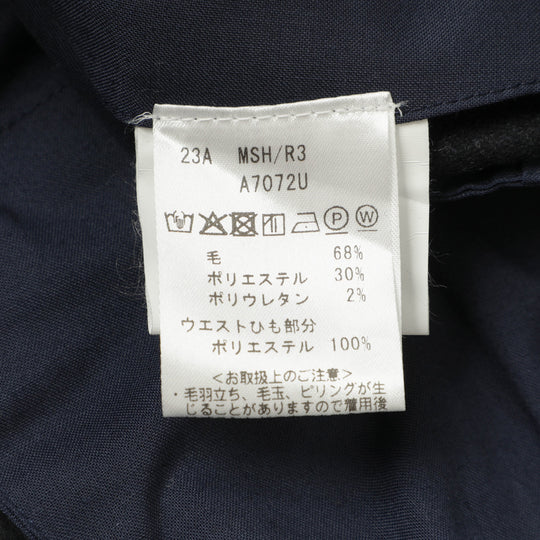 23A MSH/R3
A7072U
毛 68%
ポリエステル 30%
ポリウレタン 2%
ウエストひも部分
ポリエステル 100%
<お取扱上のご注意>
・毛羽立ち、毛玉、ピリングが生
じることがありますので着用後